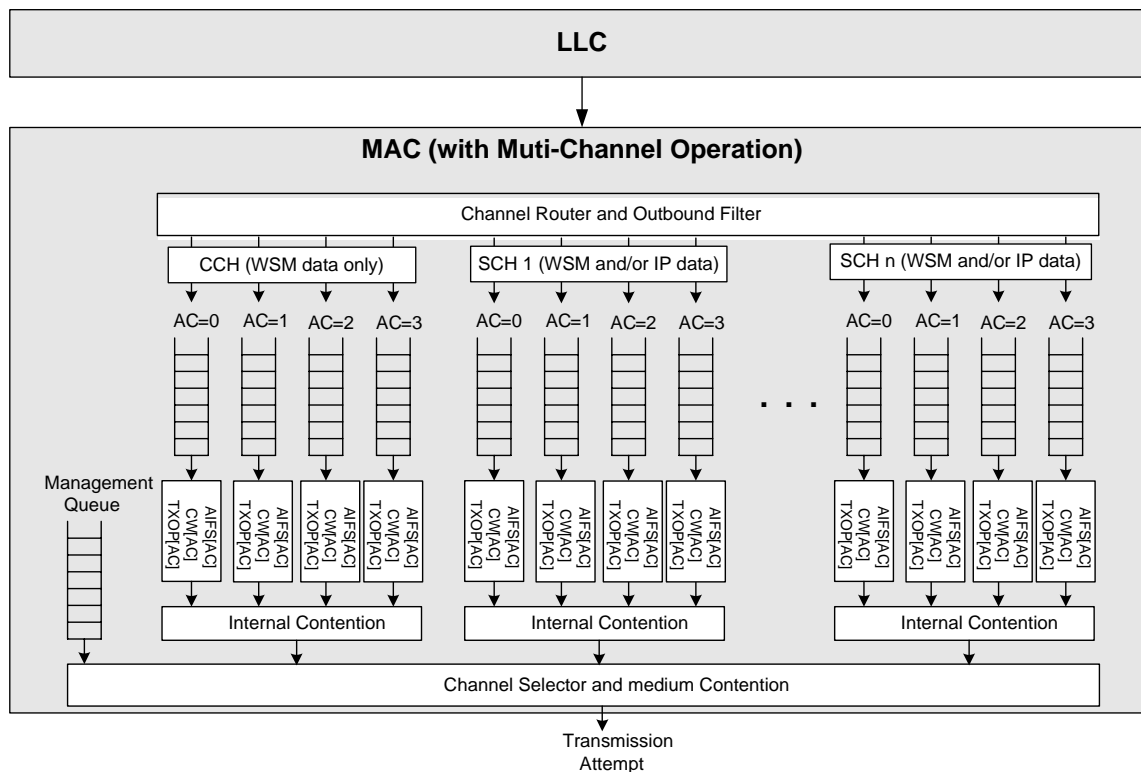 LLC
MAC (with Muti-Channel Operation)
Channel Router and Outbound Filter
CCH (WSM data only)
SCH 1 (WSM and/or IP data)
SCH n (WSM and/or IP data)
AC=0 AC=1 AC=2 AC=3
AC=0 AC=1 AC=2 AC=3
AC=0 AC=1 AC=2 AC=3
. . .
Management
Queue
AIFS[AC]
CW[AC]
TXOP[AC]
AIFS[AC]
CW[AC]
TXOP[AC]
AIFS[AC]
CW[AC]
TXOP[AC]
AIFS[AC]
CW[AC]
TXOP[AC]
AIFS[AC]
CW[AC]
TXOP[AC]
AIFS[AC]
CW[AC]
TXOP[AC]
AIFS[AC]
CW[AC]
TXOP[AC]
AIFS[AC]
CW[AC]
TXOP[AC]
AIFS[AC]
CW[AC]
TXOP[AC]
AIFS[AC]
CW[AC]
TXOP[AC]
AIFS[AC]
CW[AC]
TXOP[AC]
AIFS[AC]
CW[AC]
TXOP[AC]
Internal Contention
Internal Contention
Internal Contention
Channel Selector and medium Contention
Transmission
Attempt